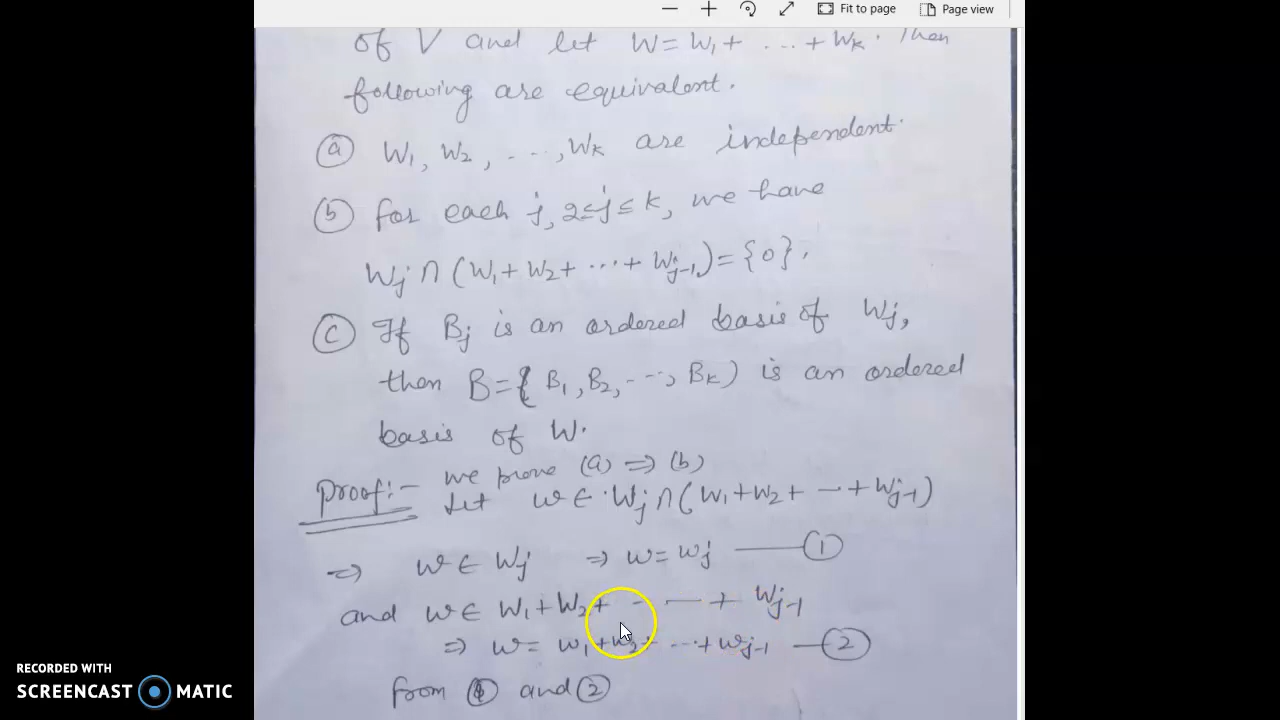 Fit to page Page view
of V and let W = W₁ + ... + Wₖ. Then
following are equivalent.
(a) W₁, W₂, ..., Wₖ are independent.
(b) For each j, 2≤j≤k, we have
Wⱼ ∩ (W₁ + W₂ + ... + Wⱼ₋₁) = {0}.
(c) If Bⱼ is an ordered basis of Wⱼ,
then B = { B₁, B₂, ..., Bₖ) is an ordered
basis of W.
Proof:- we prove (a) ⇒ (b)
Let w ∈ Wⱼ ∩ (W₁ + W₂ + ... + Wⱼ₋₁)
⇒ w ∈ Wⱼ ⇒ w = wⱼ — (1)
and w ∈ W₁ + W₂ + ... + Wⱼ₋₁
⇒ w = w₁ + w₂ + ... + wⱼ₋₁ — (2)
from (1) and (2)
RECORDED WITH
SCREENCAST MATIC